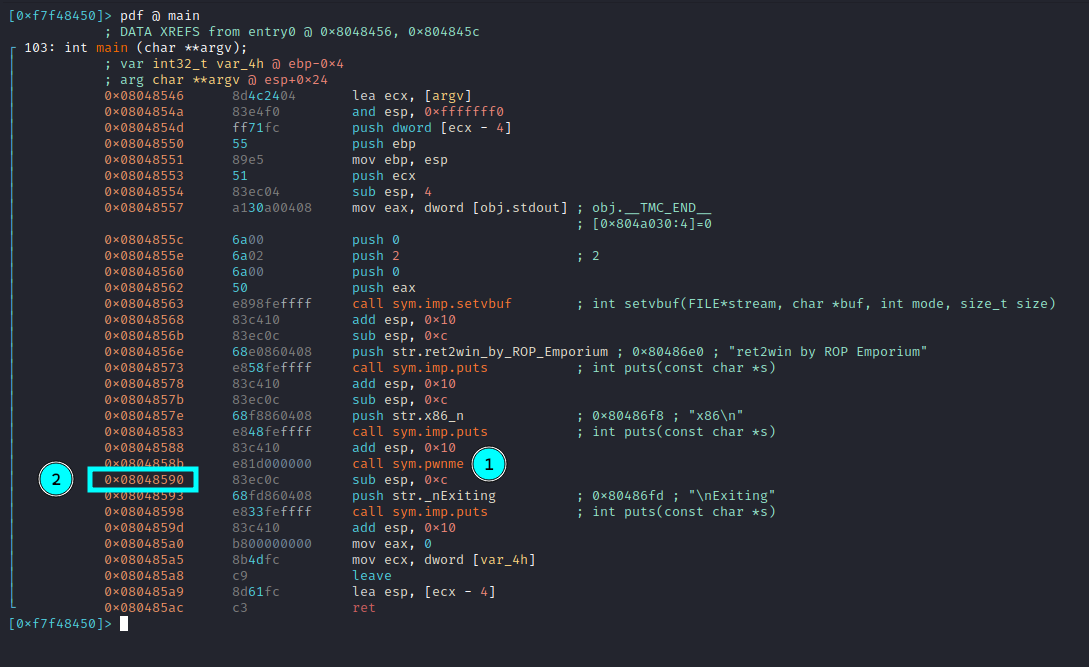 [0×f7f48450]> pdf @ main
; DATA XREFS from entry0 @ 0×8048456, 0×804845c
103: int main (char **argv);
; var int32_t var_4h @ ebp-0×4
; arg char **argv @ esp+0×24
0×08048546 8d4c2404 lea ecx, [argv]
0×0804854a 83e4f0 and esp, 0×fffffff0
0×0804854d ff71fc push dword [ecx - 4]
0×08048550 55 push ebp
0×08048551 89e5 mov ebp, esp
0×08048553 51 push ecx
0×08048554 83ec04 sub esp, 4
0×08048557 a130a00408 mov eax, dword [obj.stdout] ; obj.__TMC_END__
; [0×804a030:4]=0
0×0804855c 6a00 push 0
0×0804855e 6a02 push 2 ; 2
0×08048560 6a00 push 0
0×08048562 50 push eax
0×08048563 e898feffff call sym.imp.setvbuf ; int setvbuf(FILE*stream, char *buf, int mode, size_t size)
0×08048568 83c410 add esp, 0×10
0×0804856b 83ec0c sub esp, 0×c
0×0804856e 68e0860408 push str.ret2win_by_ROP_Emporium ; 0×80486e0 ; "ret2win by ROP Emporium"
0×08048573 e858feffff call sym.imp.puts ; int puts(const char *s)
0×08048578 83c410 add esp, 0×10
0×0804857b 83ec0c sub esp, 0×c
0×0804857e 68f8860408 push str.x86_n ; 0×80486f8 ; "x86\n"
0×08048583 e848feffff call sym.imp.puts ; int puts(const char *s)
0×08048588 83c410 add esp, 0×10
0×0804858b e81d000000 call sym.pwnme 1
2 0×08048590 83ec0c sub esp, 0×c
0×08048593 68fd860408 push str._nExiting ; 0×80486fd ; "\nExiting"
0×08048598 e833feffff call sym.imp.puts ; int puts(const char *s)
0×0804859d 83c410 add esp, 0×10
0×080485a0 b800000000 mov eax, 0
0×080485a5 8b4dfc mov ecx, dword [var_4h]
0×080485a8 c9 leave
0×080485a9 8d61fc lea esp, [ecx - 4]
0×080485ac c3 ret
[0×f7f48450]>